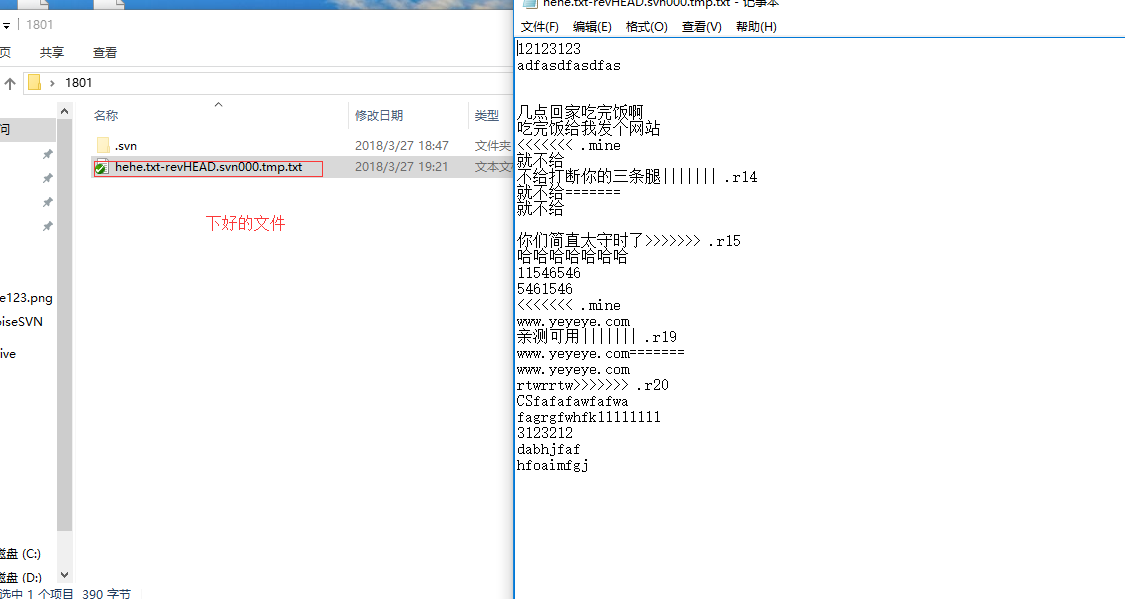 1801
页 共享 查看
1801
名称 修改日期 类型
问
.svn 2018/3/27 18:47 文件夹
hehe.txt-revHEAD.svn000.tmp.txt 2018/3/27 19:21 文本文
下好的文件
e123.png
oiseSVN
ive
磁盘 (C:)
磁盘 (D:)
选中 1 个项目 390 字节
hehe.txt-revHEAD.svn000.tmp.txt - 记事本
文件(F) 编辑(E) 格式(O) 查看(V) 帮助(H)
12123123
adfasdfasdfas
几点回家吃完饭啊
吃完饭给我发个网站
<<<<<<< .mine
就不给
不给打断你的三条腿||||||| .r14
就不给=======
就不给
你们简直太守时了>>>>>>> .r15
哈哈哈哈哈哈哈
11546546
5461546
<<<<<<< .mine
www.yeyeye.com
亲测可用||||||| .r19
www.yeyeye.com=======
www.yeyeye.com
rtwrrtw>>>>>>> .r20
CSfafafawfafwa
fagrgfwhfkllllllll
3123212
dabhjfaf
hfoaimfgj